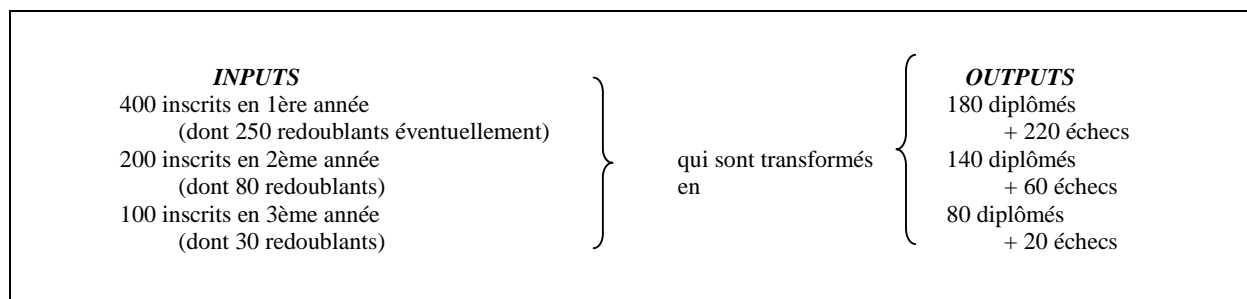 INPUTS
400 inscrits en 1ère année
(dont 250 redoublants éventuellement)
200 inscrits en 2ème année
(dont 80 redoublants)
100 inscrits en 3ème année
(dont 30 redoublants)
qui sont transformés
en
OUTPUTS
180 diplômés
+ 220 échecs
140 diplômés
+ 60 échecs
80 diplômés
+ 20 échecs